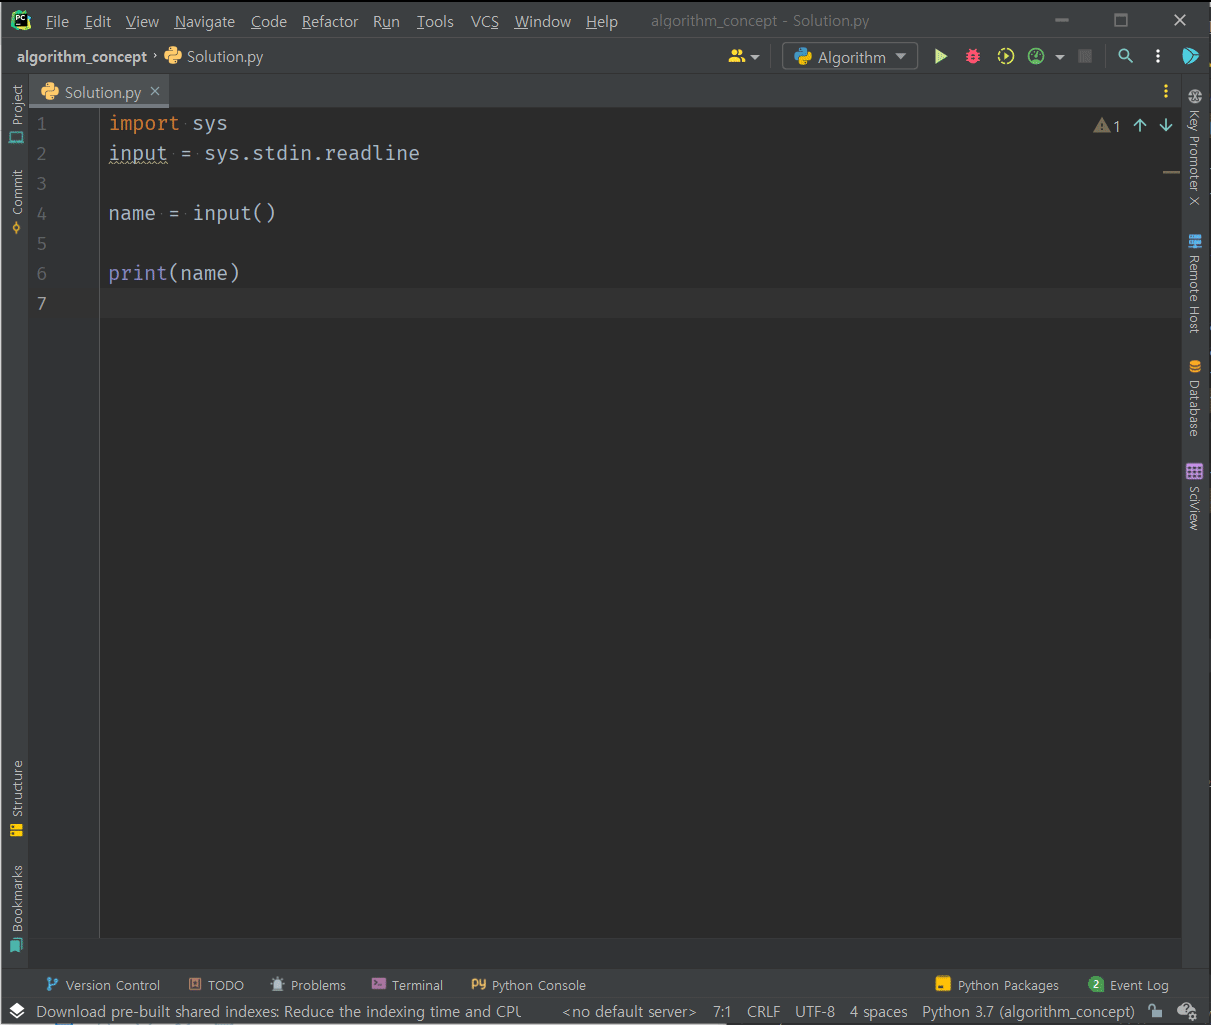 PC File Edit View Navigate Code Refactor Run Tools VCS Window Help algorithm_concept - Solution.py
algorithm_concept › Solution.py Algorithm
Solution.py
1
1 import sys
2 input = sys.stdin.readline
3
4 name = input()
5
6 print(name)
7
Project
Commit
Structure
Bookmarks
Key Promoter X
Remote Host
Database
SciView
Version Control TODO Problems Terminal Python Console Python Packages 2 Event Log
Download pre-built shared indexes: Reduce the indexing time and CPU <no default server> 7:1 CRLF UTF-8 4 spaces Python 3.7 (algorithm_concept)